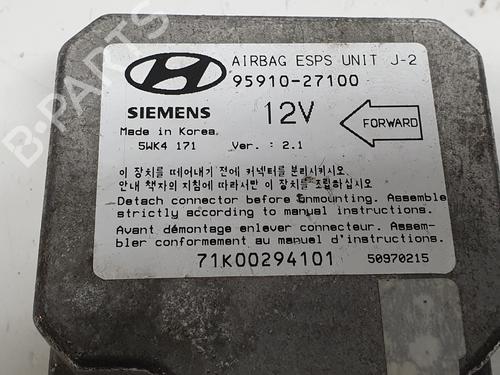 AIRBAG ESPS UNIT J-2
95910-27100
SIEMENS
12V
FORWARD
Made in Korea
5WK4 171 Ver. : 2.1
이 장치를 떼어내기 전에 커넥터를 분리시키시오
안내 책자의 지침에 따라서만 이 장치를 조립하십시오
Detach connector before unmounting. Assemble
strictly according to manual instructions.
Avant démontage enlever connecteur. Assem-
bler conformement au manuel d'instructions.
71K00294101 50970215
B-PARTS